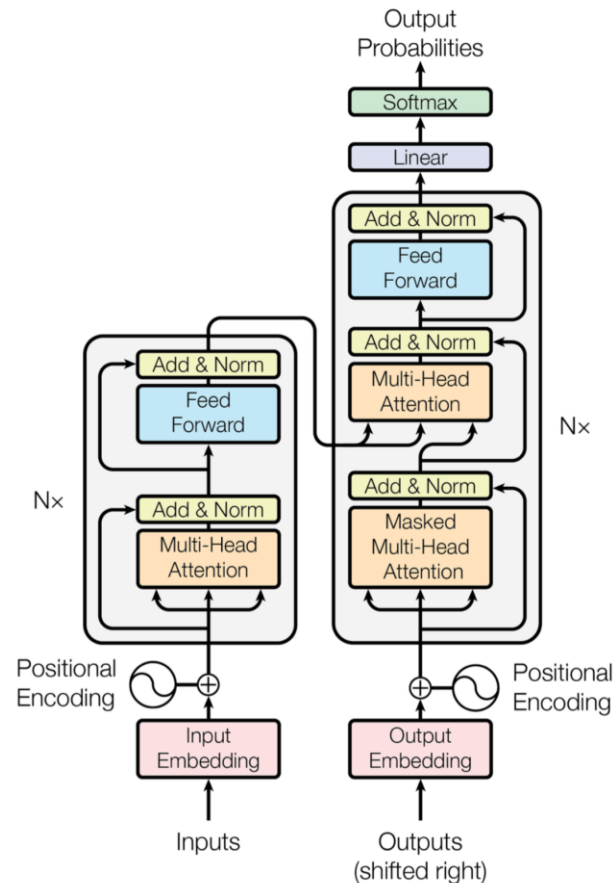 Output
Probabilities
Softmax
Linear
Add & Norm
Feed
Forward
Add & Norm
Multi-Head
Attention
Add & Norm
Masked
Multi-Head
Attention
N×
Add & Norm
Feed
Forward
Add & Norm
Multi-Head
Attention
N×
Positional
Encoding
Positional
Encoding
Input
Embedding
Output
Embedding
Inputs
Outputs
(shifted right)